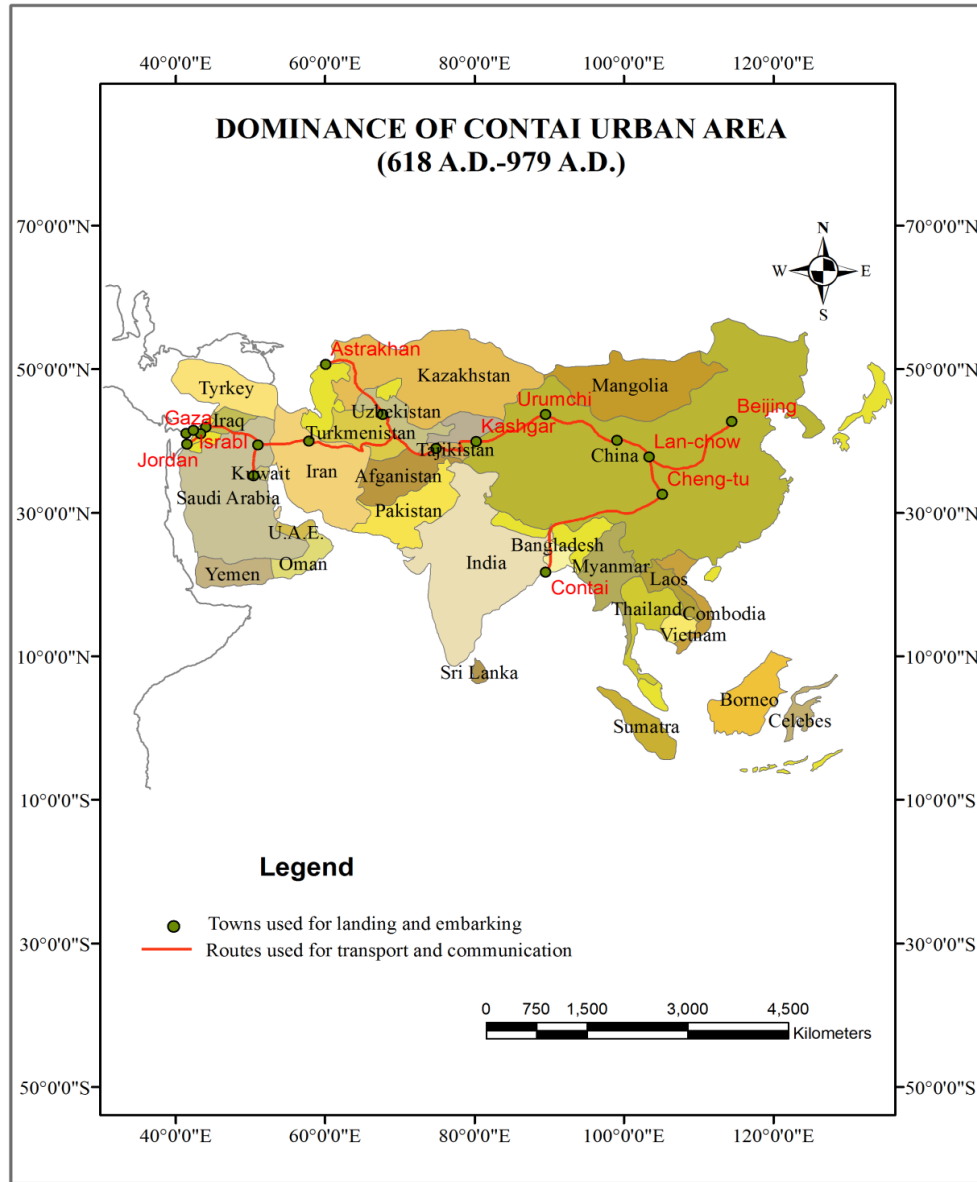 40°0'0"E 60°0'0"E 80°0'0"E 100°0'0"E 120°0'0"E
DOMINANCE OF CONTAI URBAN AREA
(618 A.D.-979 A.D.)
70°0'0"N 70°0'0"N
N
W E
S
50°0'0"N 50°0'0"N
Astrakhan
Kazakhstan
Mangolia
Tyrkey
Urumchi
Beijing
Uzbekistan
Gaza
Iraq
Kashgar
Turkmenistan
Israbl
Lan-chow
Tajikistan
China
Jordan
Kuwait
Iran
Afganistan
Cheng-tu
Saudi Arabia
Pakistan
30°0'0"N 30°0'0"N
U.A.E.
Bangladesh
Oman
India
Myanmar
Yemen
Laos
Contai
Thailand
Combodia
Vietnam
10°0'0"N 10°0'0"N
Sri Lanka
Borneo
Sumatra
Celebes
10°0'0"S 10°0'0"S
Legend
Towns used for landing and embarking
Routes used for transport and communication
30°0'0"S 30°0'0"S
0 750 1,500 3,000 4,500
Kilometers
50°0'0"S 50°0'0"S
40°0'0"E 60°0'0"E 80°0'0"E 100°0'0"E 120°0'0"E